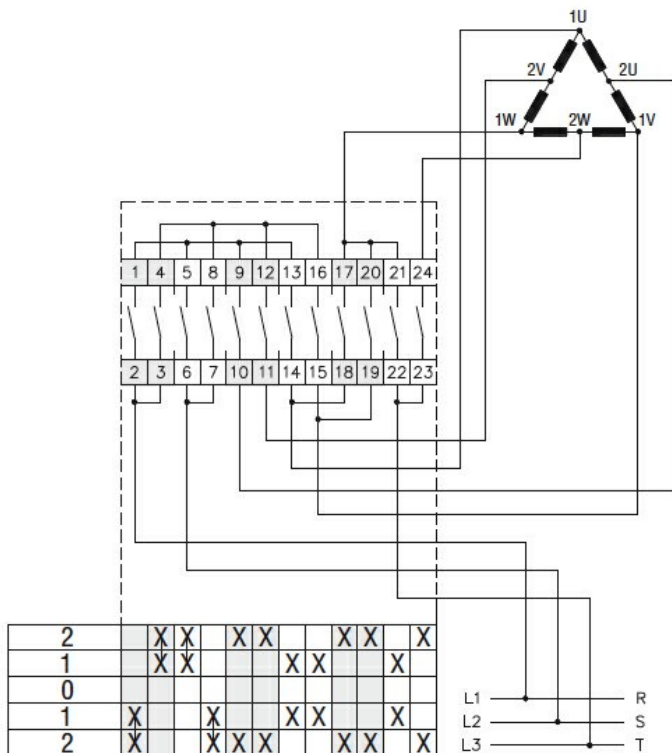 1U
2V 2U
1W 2W 1V
1 4 5 8 9 12 13 16 17 20 21 24
2 3 6 7 10 11 14 15 18 19 22 23
2 X X X X X X X
1 X X X X X
0
1 X X X X X
2 X X X X X X X
L1 R
L2 S
L3 T